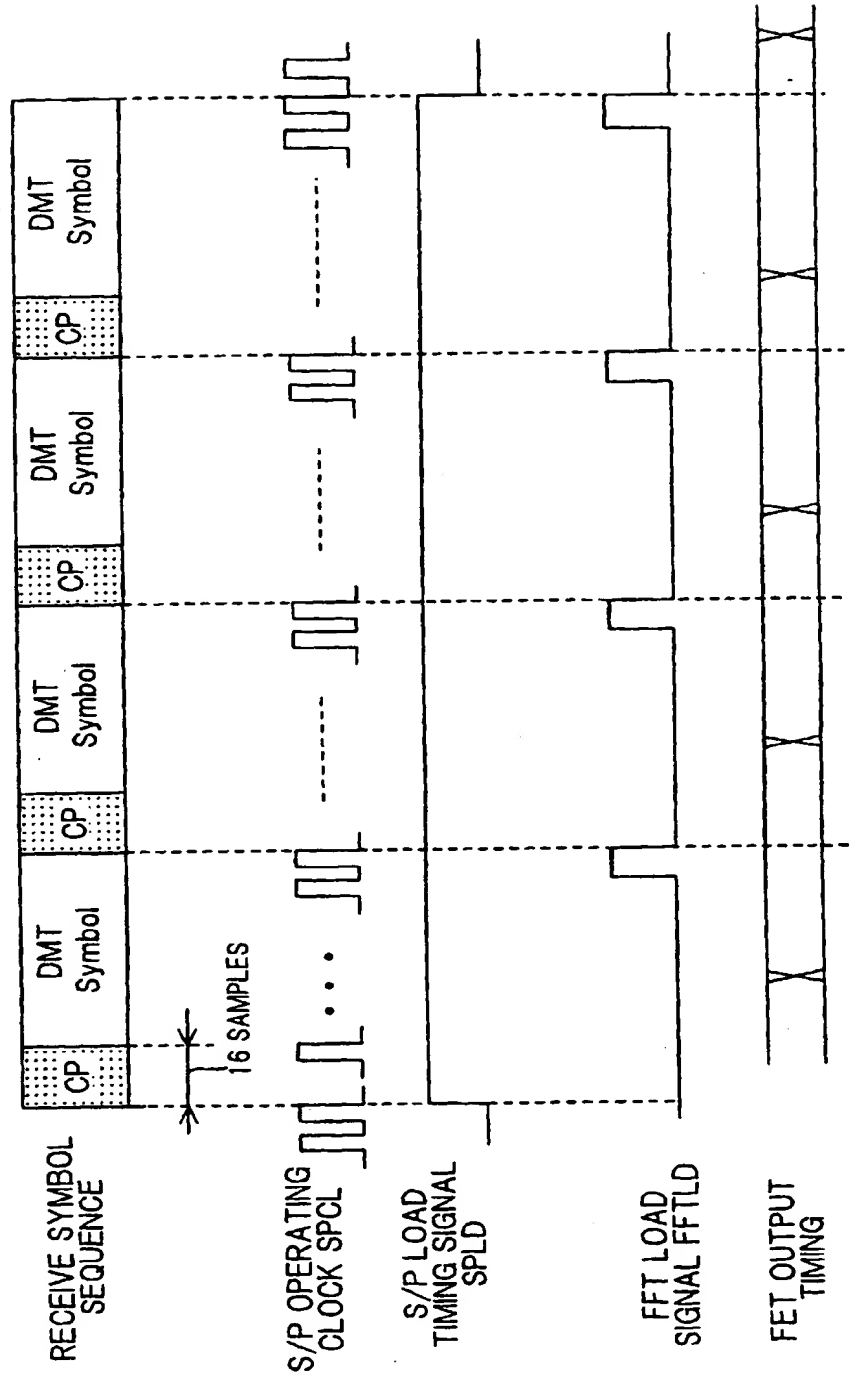 RECEIVE SYMBOL
SEQUENCE
CP
DMT
Symbol
CP
DMT
Symbol
CP
DMT
Symbol
CP
DMT
Symbol
16 SAMPLES
S/P OPERATING
CLOCK SPCL
S/P LOAD
TIMING SIGNAL
SPLD
FFT LOAD
SIGNAL FFTLD
FET OUTPUT
TIMING